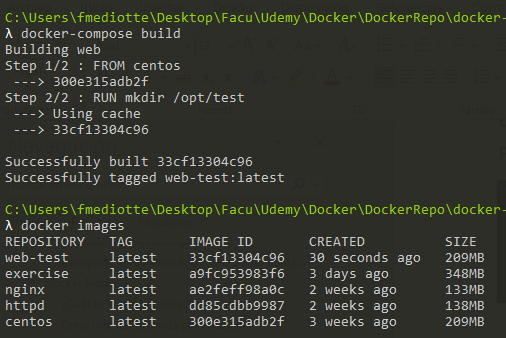 C:\Users\fmediotte\Desktop\Facu\Udemy\Docker\DockerRepo\docker-
λ docker-compose build
Building web
Step 1/2 : FROM centos
 ---> 300e315adb2f
Step 2/2 : RUN mkdir /opt/test
 ---> Using cache
 ---> 33cf13304c96
Successfully built 33cf13304c96
Successfully tagged web-test:latest
C:\Users\fmediotte\Desktop\Facu\Udemy\Docker\DockerRepo\docker-
λ docker images
REPOSITORY   TAG       IMAGE ID       CREATED          SIZE
web-test     latest    33cf13304c96   30 seconds ago   209MB
exercise     latest    a9fc953983f6   3 days ago       348MB
nginx        latest    ae2feff98a0c   2 weeks ago      133MB
httpd        latest    dd85cdbb9987   2 weeks ago      138MB
centos       latest    300e315adb2f   3 weeks ago      209MB